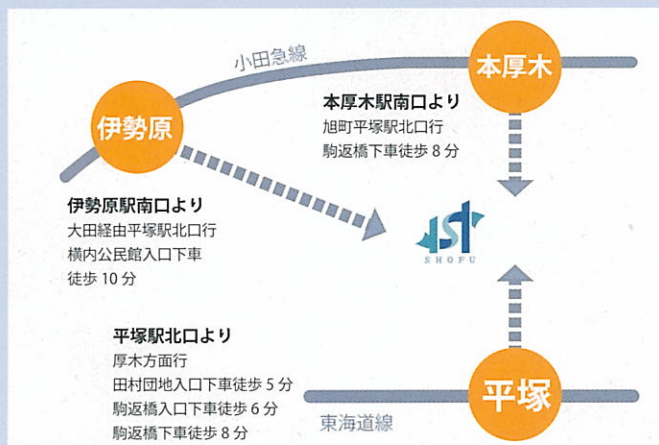 小田急線
本厚木
伊勢原
本厚木駅南口より
旭町平塚駅北口行
駒返橋下車徒歩 8 分
伊勢原駅南口より
大田経由平塚駅北口行
横内公民館入口下車
徒歩 10 分
SHOFU
平塚駅北口より
厚木方面行
田村団地入口下車徒歩 5 分
駒返橋入口下車徒歩 6 分
駒返橋下車徒歩 8 分
平塚
東海道線